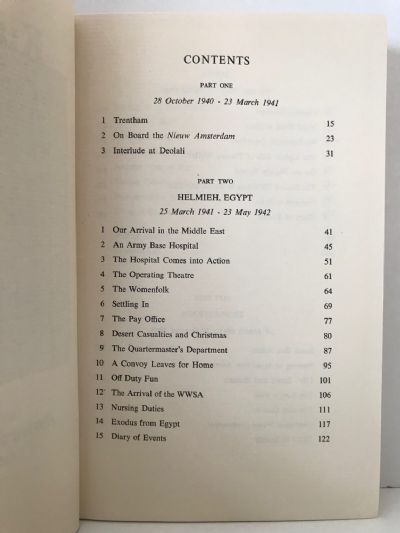 CONTENTS
PART ONE
28 October 1940 - 23 March 1941
1 Trentham 15
2 On Board the Nieuw Amsterdam 23
3 Interlude at Deolali 31
PART TWO
HELMIEH, EGYPT
25 March 1941 - 23 May 1942
1 Our Arrival in the Middle East 41
2 An Army Base Hospital 45
3 The Hospital Comes into Action 51
4 The Operating Theatre 61
5 The Womenfolk 64
6 Settling In 69
7 The Pay Office 77
8 Desert Casualties and Christmas 80
9 The Quartermaster's Department 87
10 A Convoy Leaves for Home 95
11 Off Duty Fun 101
12 The Arrival of the WWSA 106
13 Nursing Duties 111
14 Exodus from Egypt 117
15 Diary of Events 122